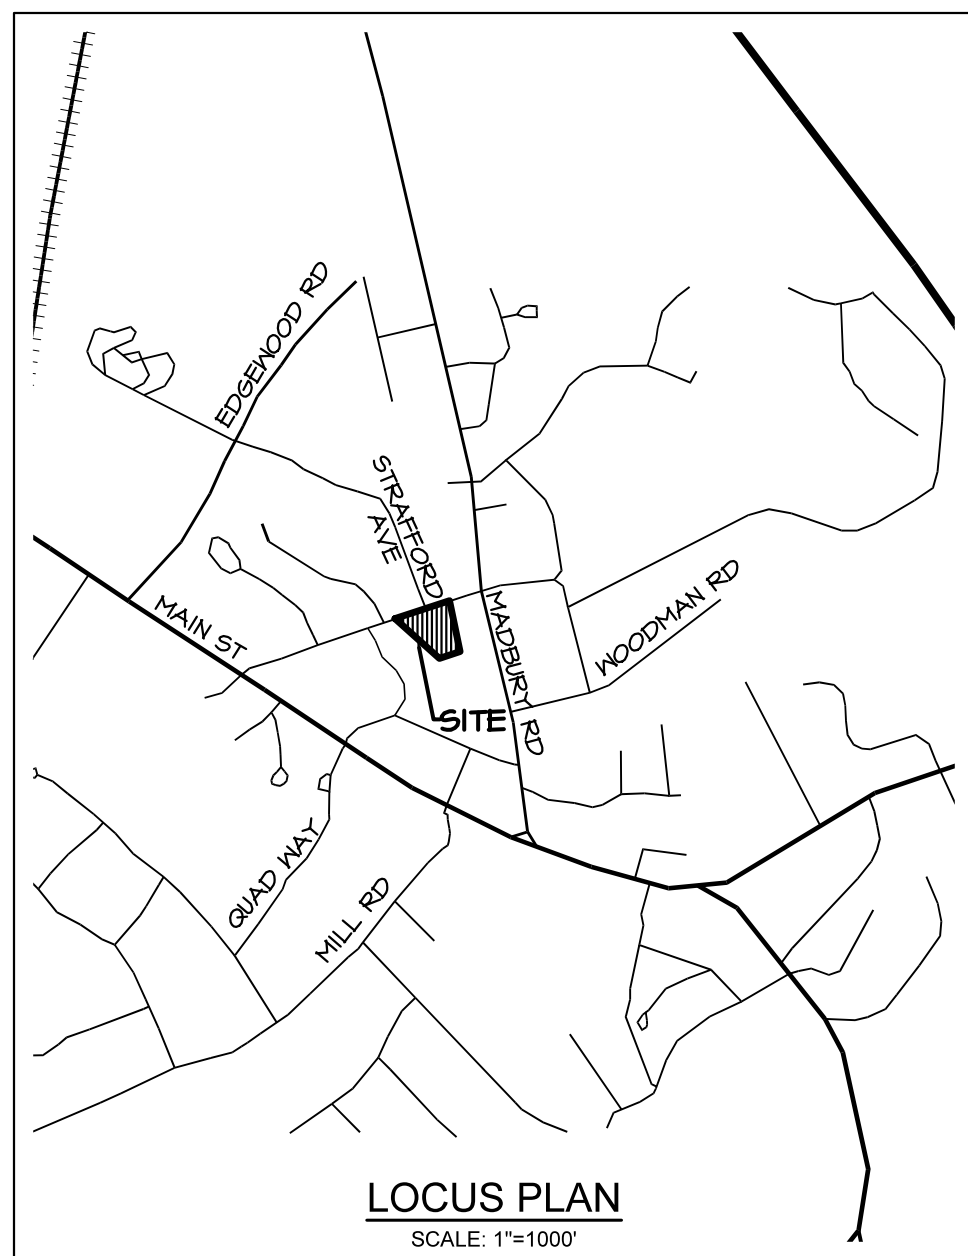 EDGEWOOD RD
STRAFFORD
AVE
MAIN ST
WOODMAN RD
MADBURY RD
SITE
QUAD WAY
MILL RD
LOCUS PLAN
SCALE: 1"=1000'